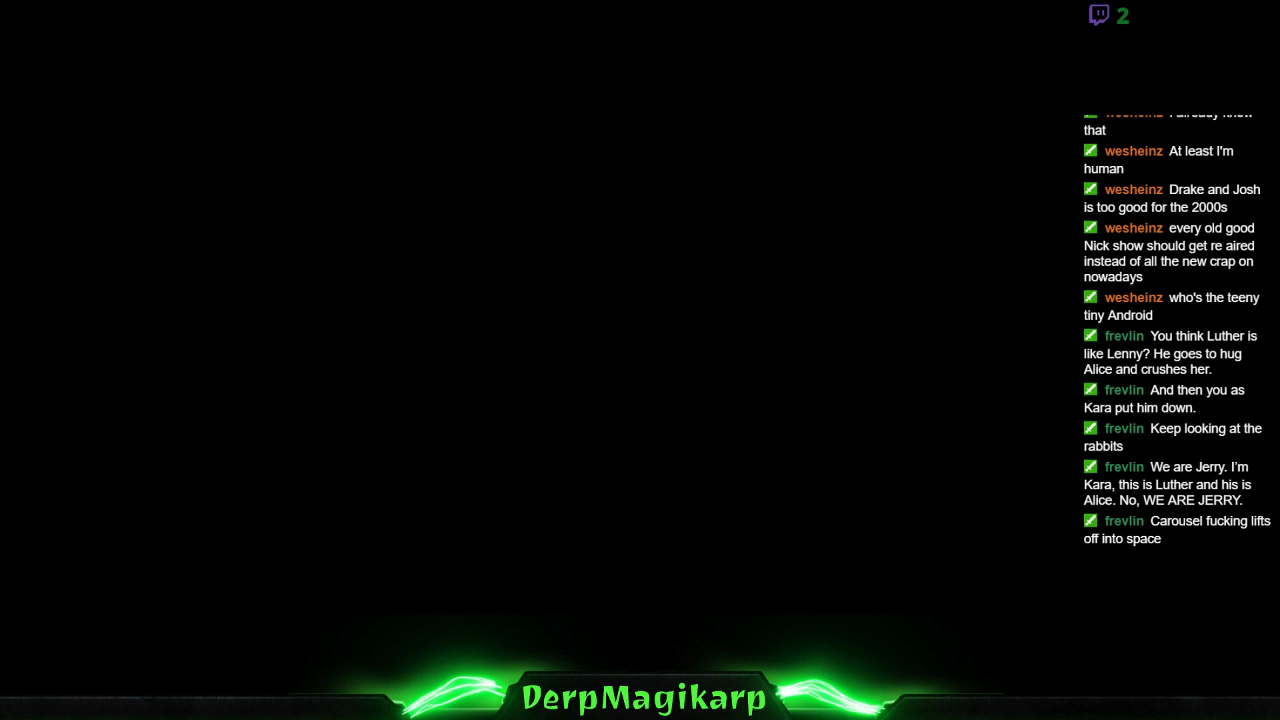 2
that
wesheinz At least I'm
human
wesheinz Drake and Josh
is too good for the 2000s
wesheinz every old good
Nick show should get re aired
instead of all the new crap on
nowadays
wesheinz who's the teeny
tiny Android
frevlin You think Luther is
like Lenny? He goes to hug
Alice and crushes her.
frevlin And then you as
Kara put him down.
frevlin Keep looking at the
rabbits
frevlin We are Jerry. I'm
Kara, this is Luther and his is
Alice. No, WE ARE JERRY.
frevlin Carousel fucking lifts
off into space
DerpMagikarp